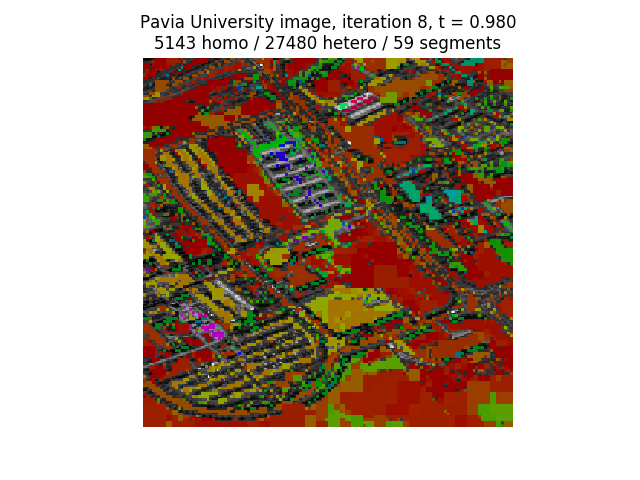 Pavia University image, iteration 8, t = 0.980
5143 homo / 27480 hetero / 59 segments